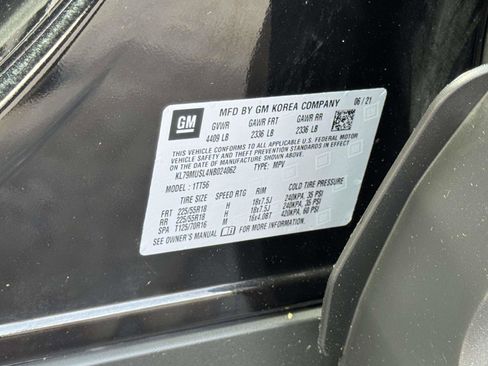 GM
MFD BY GM KOREA COMPANY 06/21
GVWR GAWR FRT GAWR RR
4409 LB 2336 LB 2336 LB
THIS VEHICLE CONFORMS TO ALL APPLICABLE U.S. FEDERAL MOTOR
VEHICLE SAFETY, BUMPER, AND THEFT PREVENTION STANDARDS IN EFFECT
ON THE DATE OF MANUFACTURE SHOWN ABOVE.
KL79MUSL4NB024062 TYPE: MPV
MODEL: 1TT56
SPEED RTG RIM COLD TIRE PRESSURE
FRT 225/55R18 H 18x7.5J 240KPA, 35 PSI
RR 225/55R18 H 18x7.5J 240KPA, 35 PSI
SPA T125/70R16 M 16x4.0BT 420KPA, 60 PSI
SEE OWNER'S MANUAL FOR MORE INFORMATION.